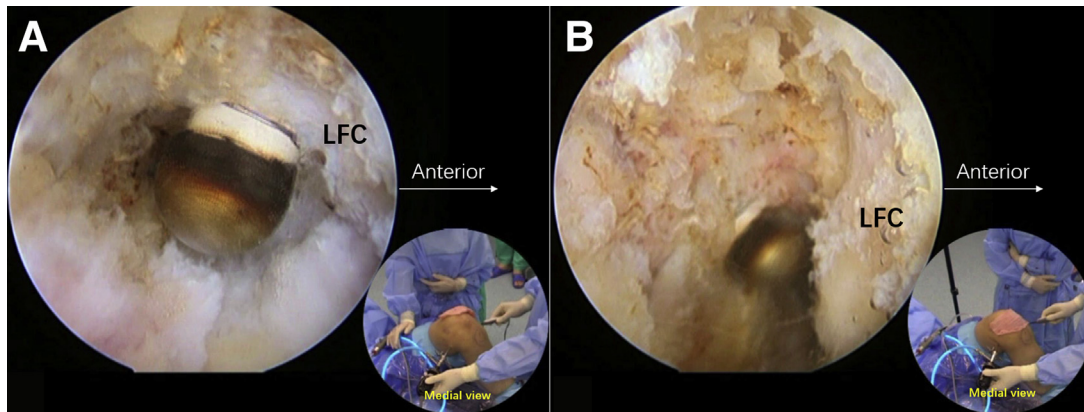 A
LFC
Anterior
Medial view
B
LFC
Anterior
Medial view